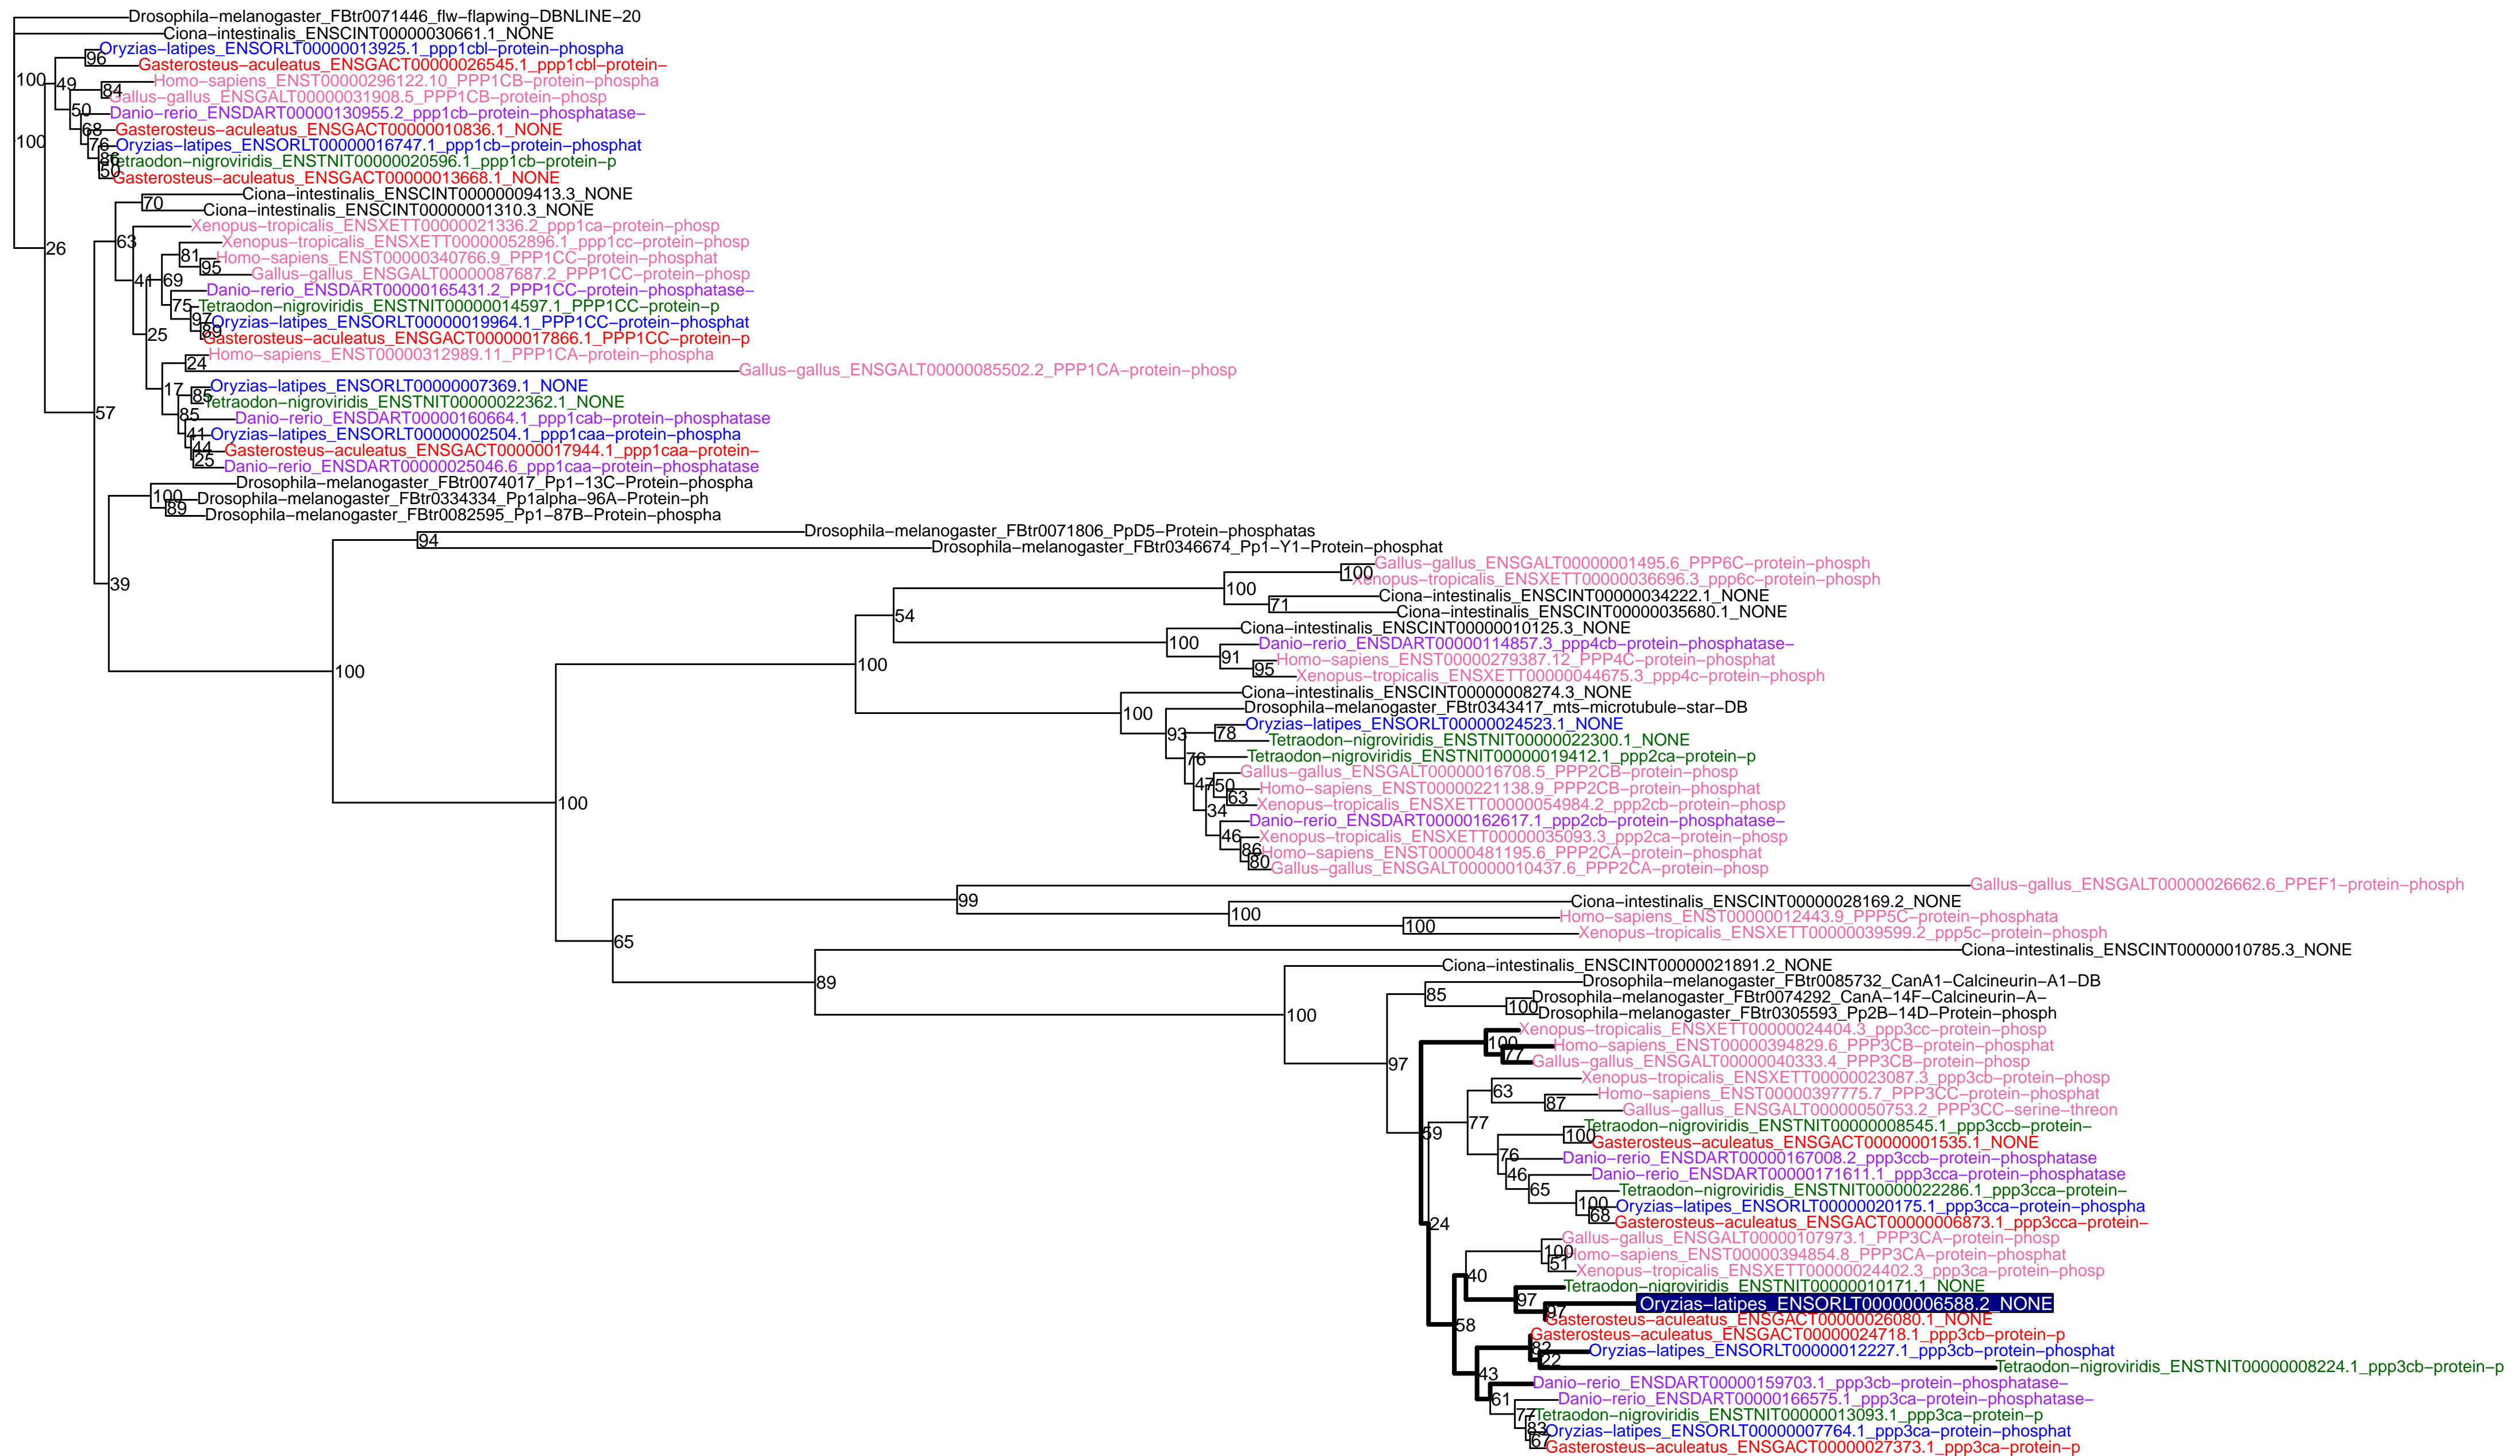 Drosophila−melanogaster_FBtr0071446_flw−flapwing−DBNLINE−20
Ciona−intestinalis_ENSCINT00000030661.1_NONE
Oryzias−latipes_ENSORLT00000013925.1_ppp1cbl−protein−phospha
96
Gasterosteus−aculeatus_ENSGACT00000026545.1_ppp1cbl−protein−
100
49
Homo−sapiens_ENST00000296122.10_PPP1CB−protein−phospha
84
Gallus−gallus_ENSGALT00000031908.5_PPP1CB−protein−phosp
50
Danio−rerio_ENSDART00000130955.2_ppp1cb−protein−phosphatase−
68
Gasterosteus−aculeatus_ENSGACT00000010836.1_NONE
100
76
Oryzias−latipes_ENSORLT00000016747.1_ppp1cb−protein−phosphat
86
Tetraodon−nigroviridis_ENSTNIT00000020596.1_ppp1cb−protein−p
50
Gasterosteus−aculeatus_ENSGACT00000013668.1_NONE
Ciona−intestinalis_ENSCINT00000009413.3_NONE
70
Ciona−intestinalis_ENSCINT00000001310.3_NONE
Xenopus−tropicalis_ENSXETT00000021336.2_ppp1ca−protein−phosp
63
Xenopus−tropicalis_ENSXETT00000052896.1_ppp1cc−protein−phosp
26
81
Homo−sapiens_ENST00000340766.9_PPP1CC−protein−phosphat
95
Gallus−gallus_ENSGALT00000087687.2_PPP1CC−protein−phosp
41
69
Danio−rerio_ENSDART00000165431.2_PPP1CC−protein−phosphatase−
75
Tetraodon−nigroviridis_ENSTNIT00000014597.1_PPP1CC−protein−p
97
Oryzias−latipes_ENSORLT00000019964.1_PPP1CC−protein−phosphat
89
25
Gasterosteus−aculeatus_ENSGACT00000017866.1_PPP1CC−protein−p
Homo−sapiens_ENST00000312989.11_PPP1CA−protein−phospha
24
Gallus−gallus_ENSGALT00000085502.2_PPP1CA−protein−phosp
17
Oryzias−latipes_ENSORLT00000007369.1_NONE
85
Tetraodon−nigroviridis_ENSTNIT00000022362.1_NONE
57
85
Danio−rerio_ENSDART00000160664.1_ppp1cab−protein−phosphatase
41
Oryzias−latipes_ENSORLT00000002504.1_ppp1caa−protein−phospha
44
Gasterosteus−aculeatus_ENSGACT00000017944.1_ppp1caa−protein−
25
Danio−rerio_ENSDART00000025046.6_ppp1caa−protein−phosphatase
Drosophila−melanogaster_FBtr0074017_Pp1−13C−Protein−phospha
100
Drosophila−melanogaster_FBtr0334334_Pp1alpha−96A−Protein−ph
89
Drosophila−melanogaster_FBtr0082595_Pp1−87B−Protein−phospha
Drosophila−melanogaster_FBtr0071806_PpD5−Protein−phosphatas
94
Drosophila−melanogaster_FBtr0346674_Pp1−Y1−Protein−phosphat
Gallus−gallus_ENSGALT00000001495.6_PPP6C−protein−phosph
100
Xenopus−tropicalis_ENSXETT00000036696.3_ppp6c−protein−phosph
39
100
Ciona−intestinalis_ENSCINT00000034222.1_NONE
71
Ciona−intestinalis_ENSCINT00000035680.1_NONE
54
Ciona−intestinalis_ENSCINT00000010125.3_NONE
100
Danio−rerio_ENSDART00000114857.3_ppp4cb−protein−phosphatase−
91
Homo−sapiens_ENST00000279387.12_PPP4C−protein−phosphat
100
100
95
Xenopus−tropicalis_ENSXETT00000044675.3_ppp4c−protein−phosph
Ciona−intestinalis_ENSCINT00000008274.3_NONE
100
Drosophila−melanogaster_FBtr0343417_mts−microtubule−star−DB
93
Oryzias−latipes_ENSORLT00000024523.1_NONE
78
Tetraodon−nigroviridis_ENSTNIT00000022300.1_NONE
76
Tetraodon−nigroviridis_ENSTNIT00000019412.1_ppp2ca−protein−p
Gallus−gallus_ENSGALT00000016708.5_PPP2CB−protein−phosp
47
50
Homo−sapiens_ENST00000221138.9_PPP2CB−protein−phosphat
100
63
Xenopus−tropicalis_ENSXETT00000054984.2_ppp2cb−protein−phosp
34
Danio−rerio_ENSDART00000162617.1_ppp2cb−protein−phosphatase−
46
Xenopus−tropicalis_ENSXETT00000035093.3_ppp2ca−protein−phosp
86
Homo−sapiens_ENST00000481195.6_PPP2CA−protein−phosphat
80
Gallus−gallus_ENSGALT00000010437.6_PPP2CA−protein−phosp
Gallus−gallus_ENSGALT00000026662.6_PPEF1−protein−phosph
99
Ciona−intestinalis_ENSCINT00000028169.2_NONE
100
Homo−sapiens_ENST00000012443.9_PPP5C−protein−phosphata
100
Xenopus−tropicalis_ENSXETT00000039599.2_ppp5c−protein−phosph
65
Ciona−intestinalis_ENSCINT00000010785.3_NONE
Ciona−intestinalis_ENSCINT00000021891.2_NONE
89
Drosophila−melanogaster_FBtr0085732_CanA1−Calcineurin−A1−DB
85
Drosophila−melanogaster_FBtr0074292_CanA−14F−Calcineurin−A−
100
Drosophila−melanogaster_FBtr0305593_Pp2B−14D−Protein−phosph
100
Xenopus−tropicalis_ENSXETT00000024404.3_ppp3cc−protein−phosp
100
Homo−sapiens_ENST00000394829.6_PPP3CB−protein−phosphat
77
Gallus−gallus_ENSGALT00000040333.4_PPP3CB−protein−phosp
97
Xenopus−tropicalis_ENSXETT00000023087.3_ppp3cb−protein−phosp
63
Homo−sapiens_ENST00000397775.7_PPP3CC−protein−phosphat
87
Gallus−gallus_ENSGALT00000050753.2_PPP3CC−serine−threon
77
59
Tetraodon−nigroviridis_ENSTNIT00000008545.1_ppp3ccb−protein−
100
Gasterosteus−aculeatus_ENSGACT00000001535.1_NONE
76
Danio−rerio_ENSDART00000167008.2_ppp3ccb−protein−phosphatase
46
Danio−rerio_ENSDART00000171611.1_ppp3cca−protein−phosphatase
65
Tetraodon−nigroviridis_ENSTNIT00000022286.1_ppp3cca−protein−
100
Oryzias−latipes_ENSORLT00000020175.1_ppp3cca−protein−phospha
68
Gasterosteus−aculeatus_ENSGACT00000006873.1_ppp3cca−protein−
24
Gallus−gallus_ENSGALT00000107973.1_PPP3CA−protein−phosp
100
Homo−sapiens_ENST00000394854.8_PPP3CA−protein−phosphat
51
Xenopus−tropicalis_ENSXETT00000024402.3_ppp3ca−protein−phosp
40
Tetraodon−nigroviridis_ENSTNIT00000010171.1_NONE
97
Oryzias−latipes_ENSORLT00000006588.2_NONE
97
Gasterosteus−aculeatus_ENSGACT00000026080.1_NONE
58
Gasterosteus−aculeatus_ENSGACT00000024718.1_ppp3cb−protein−p
82
Oryzias−latipes_ENSORLT00000012227.1_ppp3cb−protein−phosphat
22
Tetraodon−nigroviridis_ENSTNIT00000008224.1_ppp3cb−protein−p
43
Danio−rerio_ENSDART00000159703.1_ppp3cb−protein−phosphatase−
61
Danio−rerio_ENSDART00000166575.1_ppp3ca−protein−phosphatase−
77
Tetraodon−nigroviridis_ENSTNIT00000013093.1_ppp3ca−protein−p
83
Oryzias−latipes_ENSORLT00000007764.1_ppp3ca−protein−phosphat
67
Gasterosteus−aculeatus_ENSGACT00000027373.1_ppp3ca−protein−p